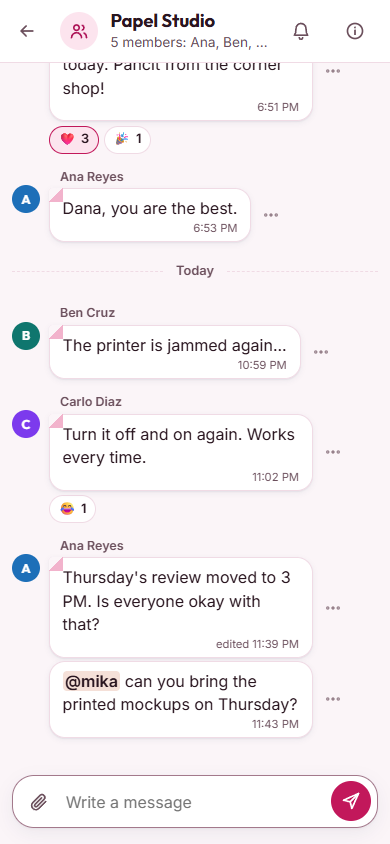 Papel Studio
5 members: Ana, Ben, ...
today. Pancit from the corner
shop!
6:51 PM
3
1
Ana Reyes
A
Dana, you are the best.
6:53 PM
Today
Ben Cruz
B
The printer is jammed again...
10:59 PM
Carlo Diaz
C
Turn it off and on again. Works
every time.
11:02 PM
1
Ana Reyes
A
Thursday's review moved to 3
PM. Is everyone okay with
that?
edited 11:39 PM
@mika can you bring the
printed mockups on Thursday?
11:43 PM
Write a message